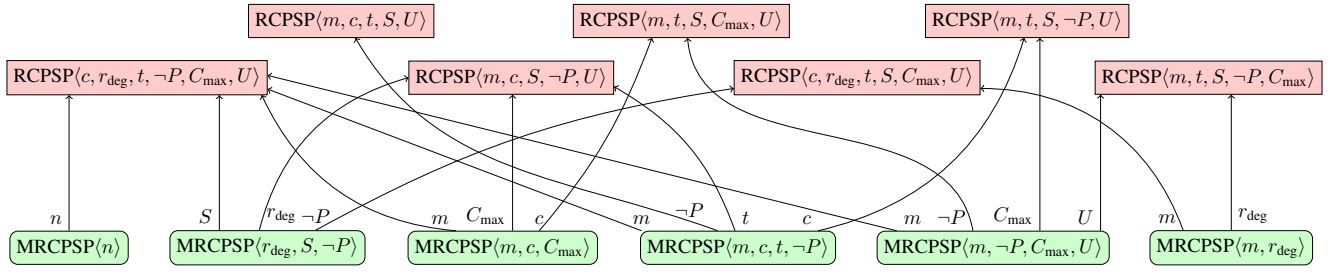 RCPSP⟨m, c, t, S, U⟩ RCPSP⟨m, t, S, C_max, U⟩ RCPSP⟨m, t, S, ¬P, U⟩
RCPSP⟨c, r_deg, t, ¬P, C_max, U⟩ RCPSP⟨m, c, S, ¬P, U⟩ RCPSP⟨c, r_deg, t, S, C_max, U⟩ RCPSP⟨m, t, S, ¬P, C_max⟩
n S r_deg ¬P m C_max c m ¬P t c m ¬P C_max U m r_deg
MRCPSP⟨n⟩ MRCPSP⟨r_deg, S, ¬P⟩ MRCPSP⟨m, c, C_max⟩ MRCPSP⟨m, c, t, ¬P⟩ MRCPSP⟨m, ¬P, C_max, U⟩ MRCPSP⟨m, r_deg⟩